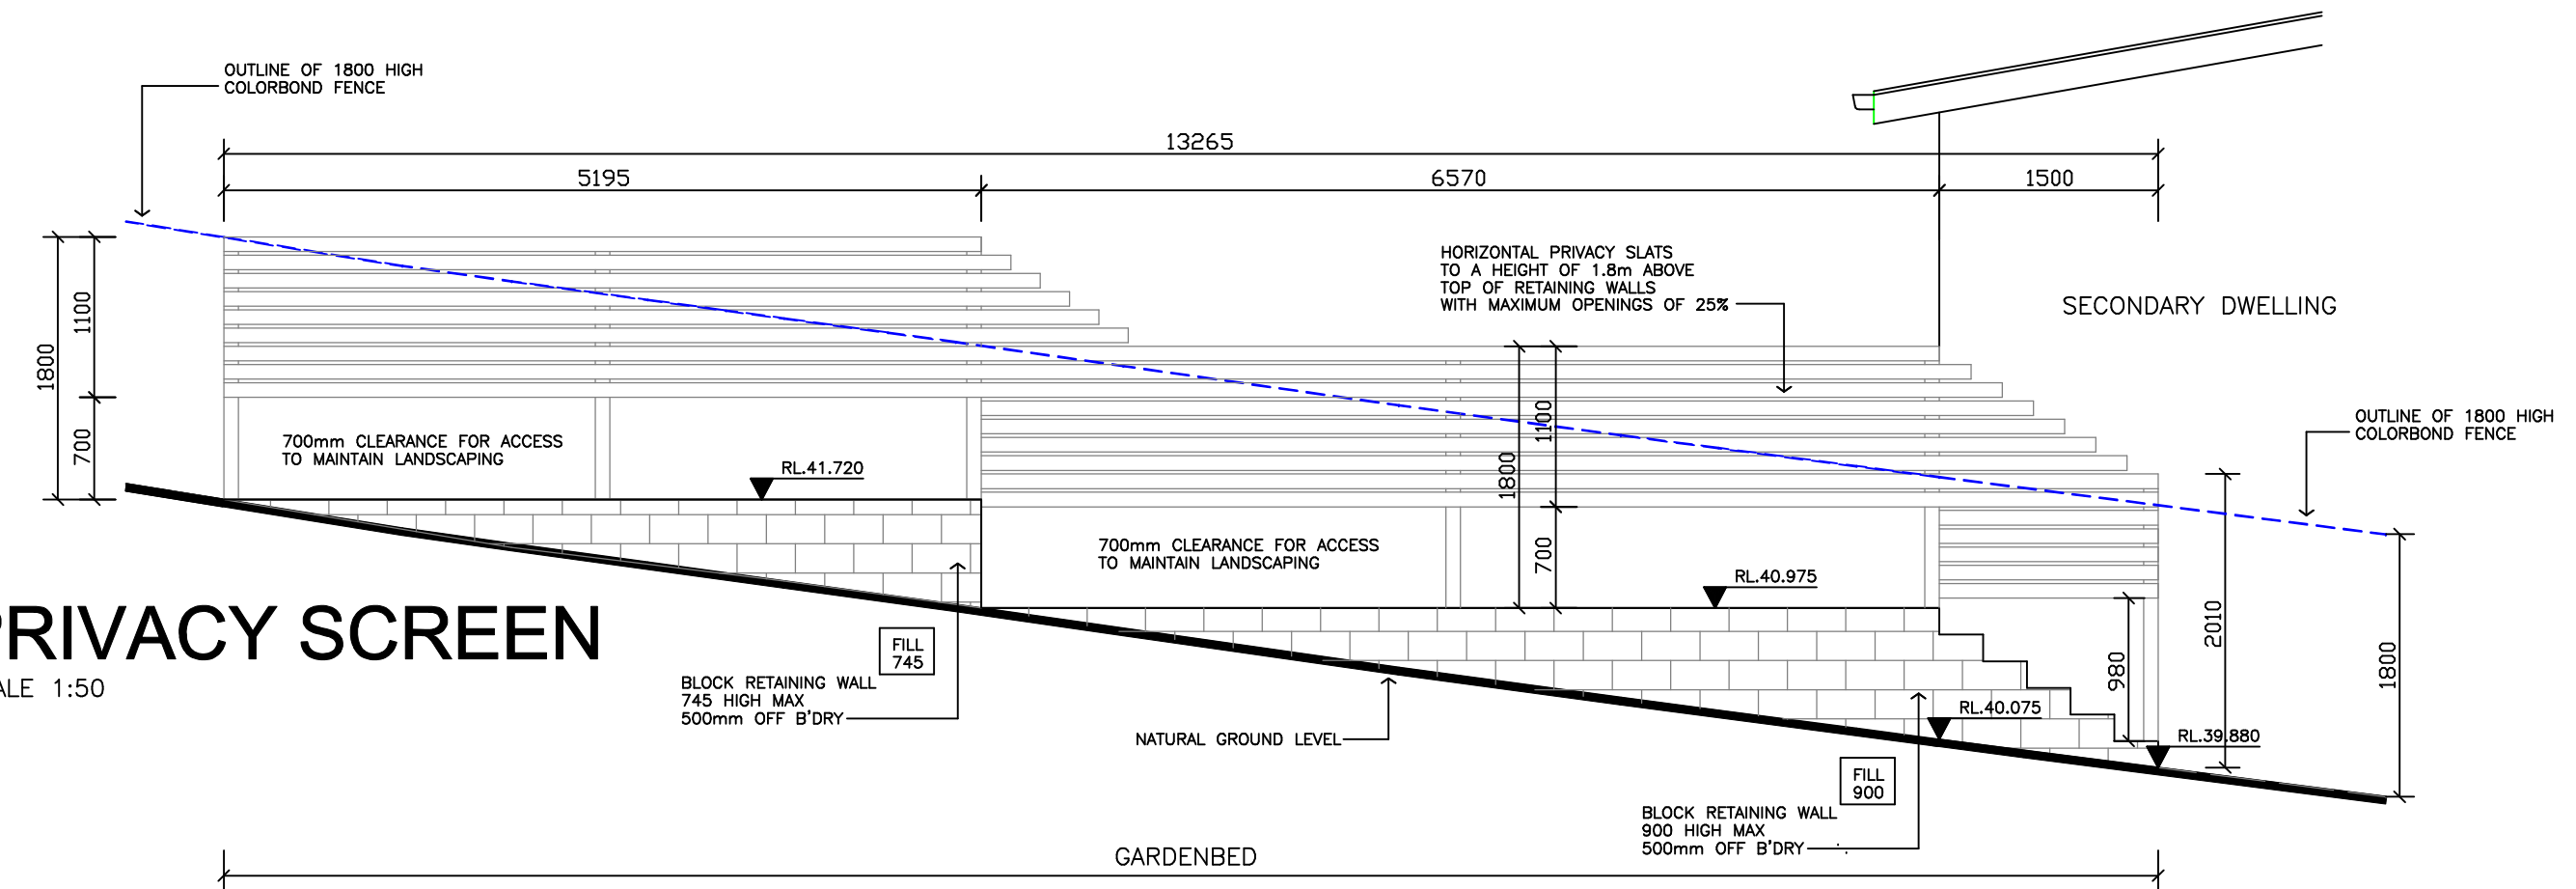 OUTLINE OF 1800 HIGH
COLORBOND FENCE
13265
5195
6570
1500
HORIZONTAL PRIVACY SLATS
TO A HEIGHT OF 1.8m ABOVE
TOP OF RETAINING WALLS
WITH MAXIMUM OPENINGS OF 25%
SECONDARY DWELLING
1100
1800
700
700mm CLEARANCE FOR ACCESS
TO MAINTAIN LANDSCAPING
RL.41.720
1100
1800
700
OUTLINE OF 1800 HIGH
COLORBOND FENCE
700mm CLEARANCE FOR ACCESS
TO MAINTAIN LANDSCAPING
RL.40.975
PRIVACY SCREEN
ALE 1:50
FILL
745
BLOCK RETAINING WALL
745 HIGH MAX
500mm OFF B'DRY
NATURAL GROUND LEVEL
980
2010
1800
RL.40.075
RL.39.880
FILL
900
BLOCK RETAINING WALL
900 HIGH MAX
500mm OFF B'DRY
GARDENBED